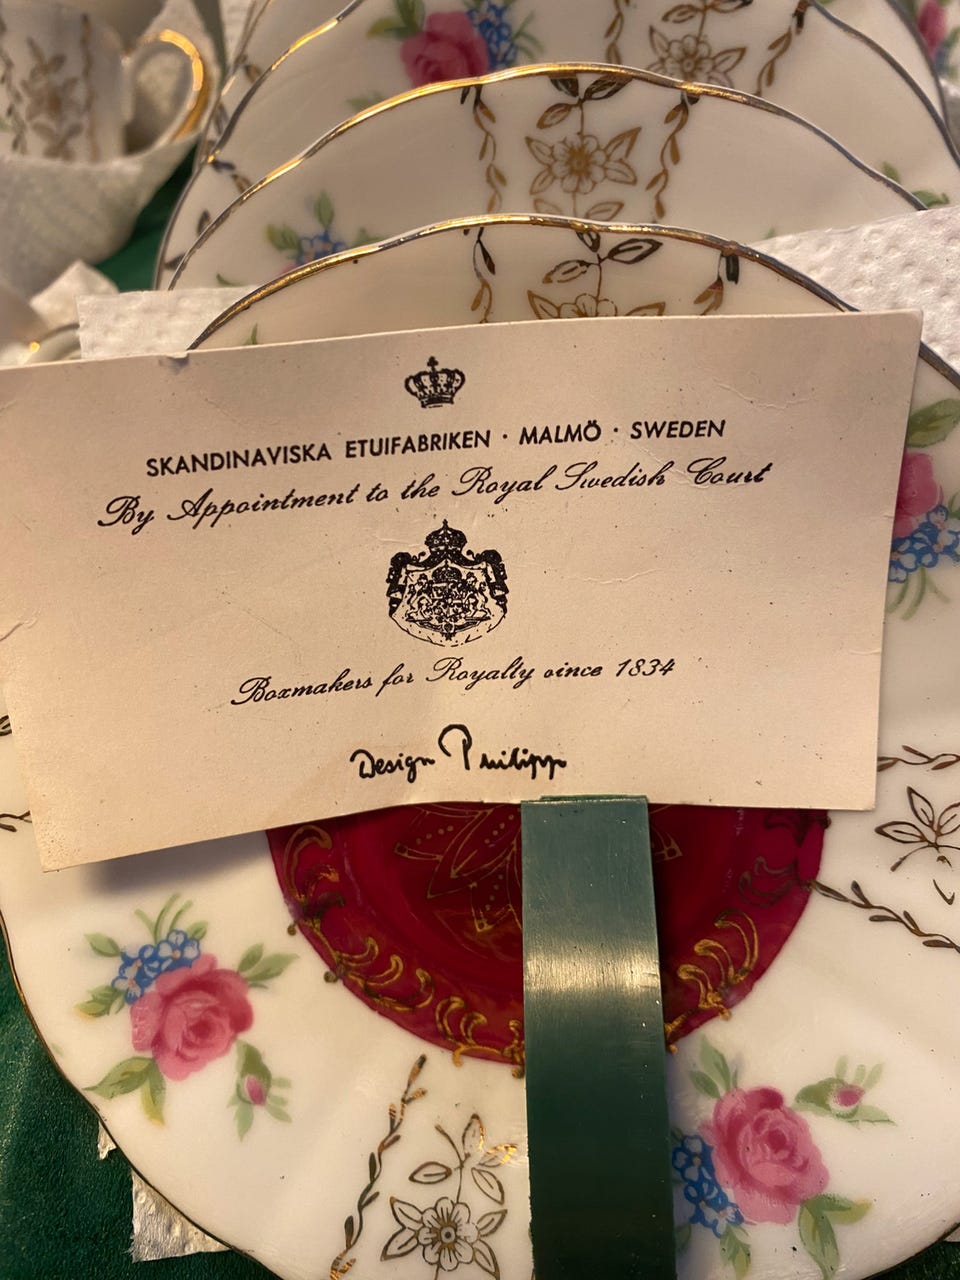 SKANDINAVISKA ETUIFABRIKEN · MALMÖ · SWEDEN
By Appointment to the Royal Swedish Court
Boxmakers for Royalty since 1834
Design Philipp